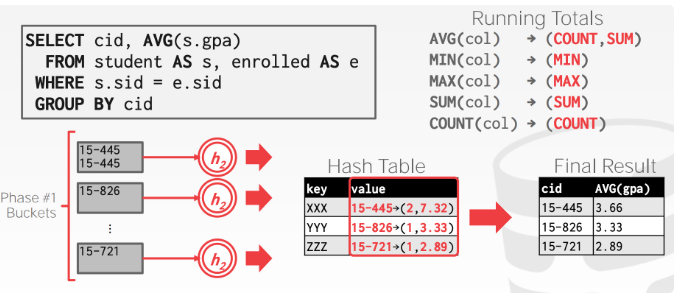 SELECT cid, AVG(s.gpa)
FROM student AS s, enrolled AS e
WHERE s.sid = e.sid
GROUP BY cid
Running Totals
AVG(col) → (COUNT,SUM)
MIN(col) → (MIN)
MAX(col) → (MAX)
SUM(col) → (SUM)
COUNT(col) → (COUNT)
Phase #1
Buckets
15-445
15-445
h2
15-826
h2
⋮
15-721
h2
Hash Table
key value
XXX 15-445→(2,7.32)
YYY 15-826→(1,3.33)
ZZZ 15-721→(1,2.89)
Final Result
cid AVG(gpa)
15-445 3.66
15-826 3.33
15-721 2.89